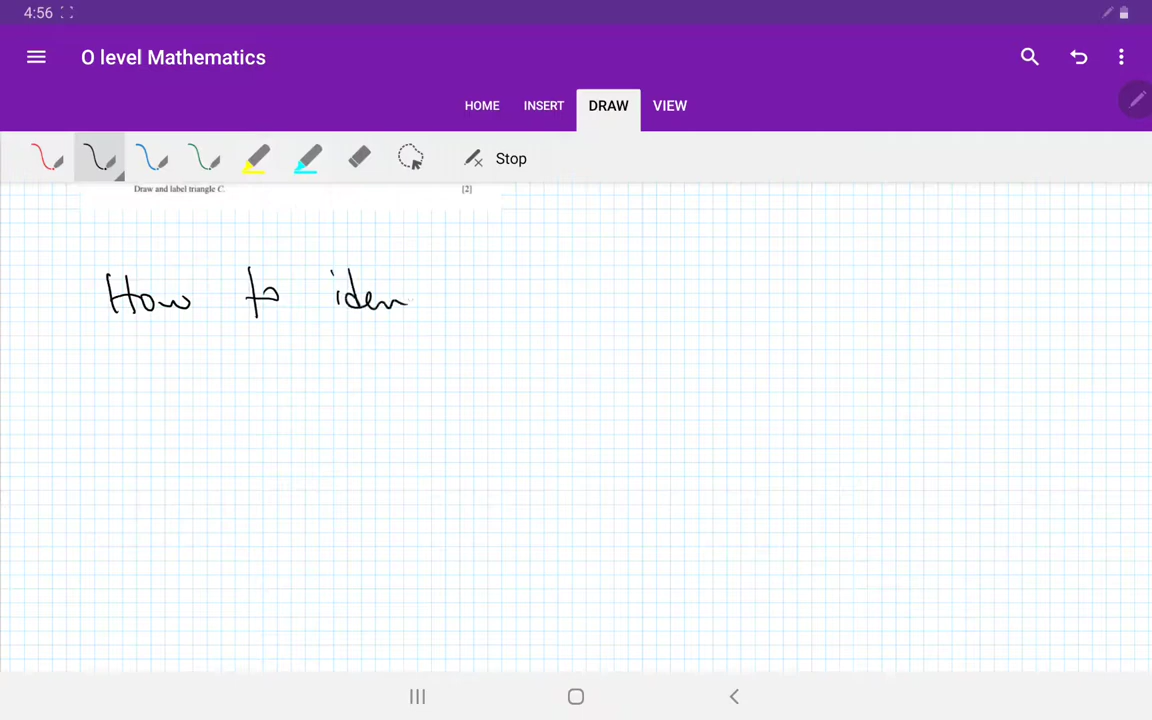 4:56
O level Mathematics
HOME INSERT DRAW VIEW
Stop
Draw and label triangle C. [2]
How to iden